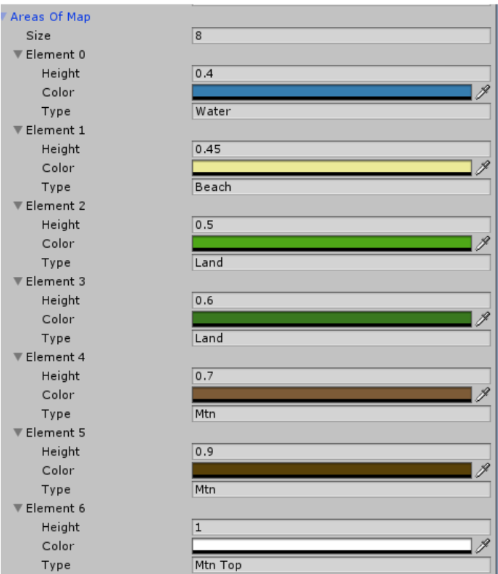 Areas Of Map
Size 8
Element 0
Height 0.4
Color
Type Water
Element 1
Height 0.45
Color
Type Beach
Element 2
Height 0.5
Color
Type Land
Element 3
Height 0.6
Color
Type Land
Element 4
Height 0.7
Color
Type Mtn
Element 5
Height 0.9
Color
Type Mtn
Element 6
Height 1
Color
Type Mtn Top